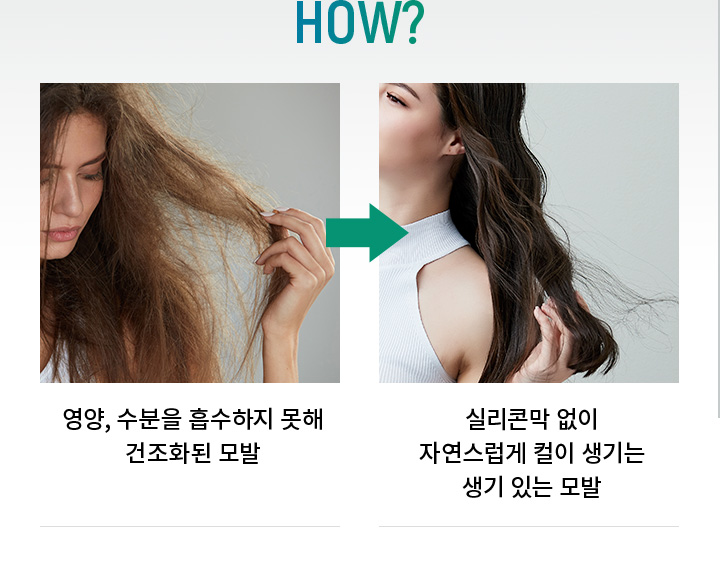 HOW?
영양, 수분을 흡수하지 못해
건조화된 모발
실리콘막 없이
자연스럽게 컬이 생기는
생기 있는 모발